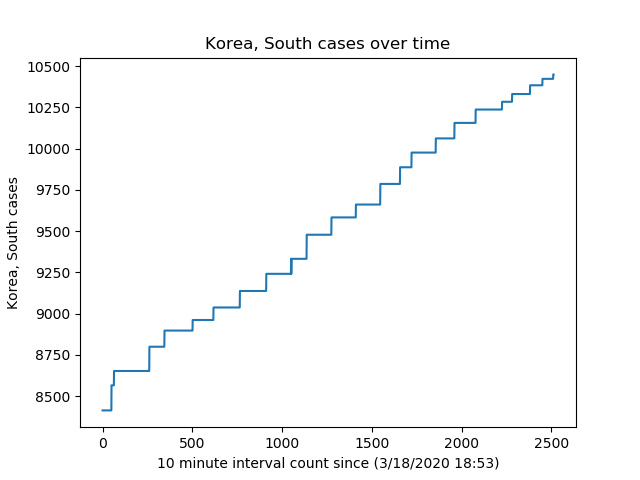 Korea, South cases over time
10500
10250
10000
9750
9500
9250
9000
8750
8500
Korea, South cases
0 500 1000 1500 2000 2500
10 minute interval count since (3/18/2020 18:53)